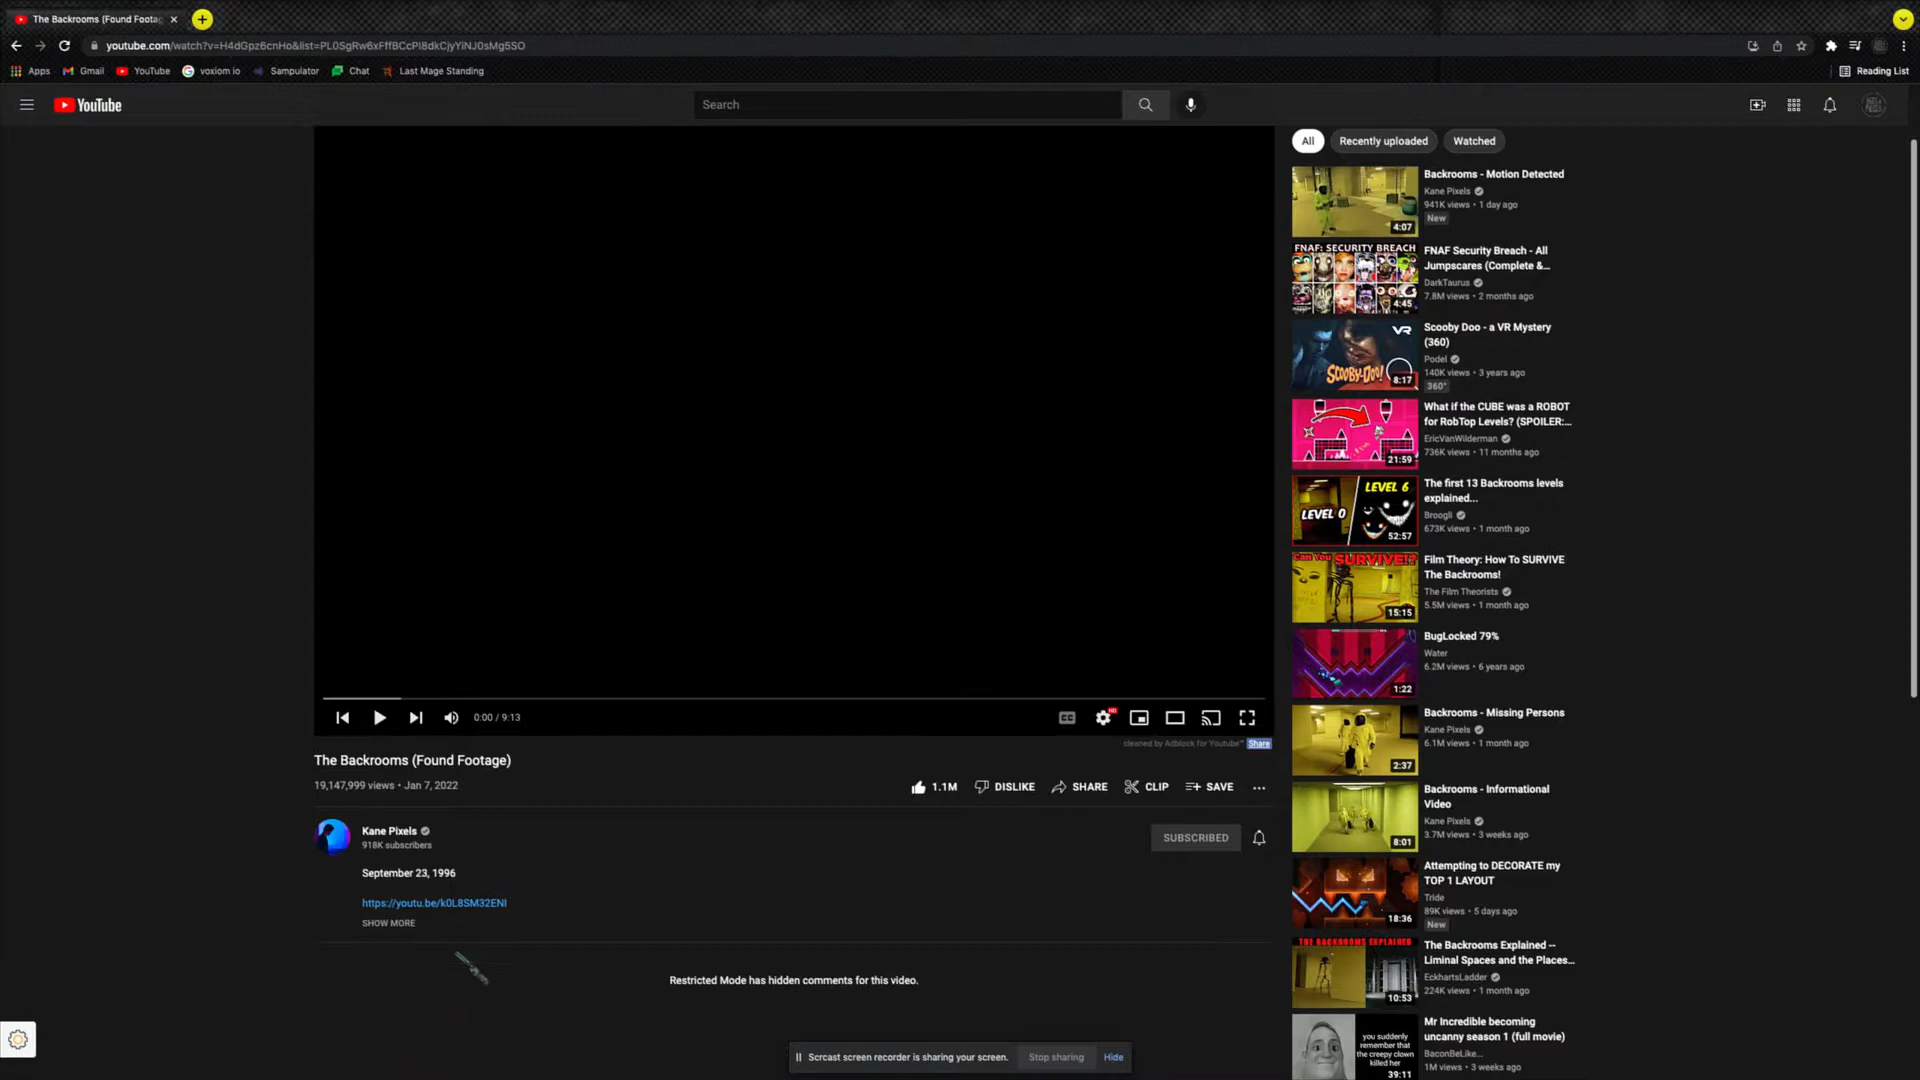 The Backrooms (Found Footag
youtube.com/watch?v=H4dGpz6cnHo&list=PL0SgRw6xFffBCcPI8dkCjyYiNJ0sMg5SO
Apps
Gmail
YouTube
voxiom io
Sampulator
Chat
Last Mage Standing
Reading List
YouTube
Search
All
Recently uploaded
Watched
Backrooms - Motion Detected
Kane Pixels
941K views • 1 day ago
New
4:07
FNAF: SECURITY BREACH
4:45
FNAF Security Breach - All
Jumpscares (Complete &...
DarkTaurus
7.8M views • 2 months ago
VR
SCOOBY-DOO!
8:17
Scooby Doo - a VR Mystery
(360)
Podel
140K views • 3 years ago
360°
21:59
What if the CUBE was a ROBOT
for RobTop Levels? (SPOILER:...
EricVanWilderman
736K views • 11 months ago
LEVEL 6
LEVEL 0
52:57
The first 13 Backrooms levels
explained...
Broogli
673K views • 1 month ago
Can You SURVIVE!?
15:15
Film Theory: How To SURVIVE
The Backrooms!
The Film Theorists
5.5M views • 1 month ago
1:22
BugLocked 79%
Water
6.2M views • 6 years ago
2:37
Backrooms - Missing Persons
Kane Pixels
6.1M views • 1 month ago
8:01
Backrooms - Informational
Video
Kane Pixels
3.7M views • 3 weeks ago
18:36
Attempting to DECORATE my
TOP 1 LAYOUT
Tride
89K views • 5 days ago
New
THE BACKROOMS EXPLAINED
10:53
The Backrooms Explained --
Liminal Spaces and the Places...
EckhartsLadder
224K views • 1 month ago
you suddenly
remember that
the creepy clown
killed her
39:11
Mr Incredible becoming
uncanny season 1 (full movie)
BaconBeLike...
1M views • 3 weeks ago
0:00 / 9:13
CC
HD
cleaned by Adblock for Youtube™
Share
The Backrooms (Found Footage)
19,147,999 views • Jan 7, 2022
1.1M
DISLIKE
SHARE
CLIP
SAVE
Kane Pixels
918K subscribers
SUBSCRIBED
September 23, 1996
https://youtu.be/k0L8SM32ENI
SHOW MORE
Restricted Mode has hidden comments for this video.
Scrcast screen recorder is sharing your screen.
Stop sharing
Hide